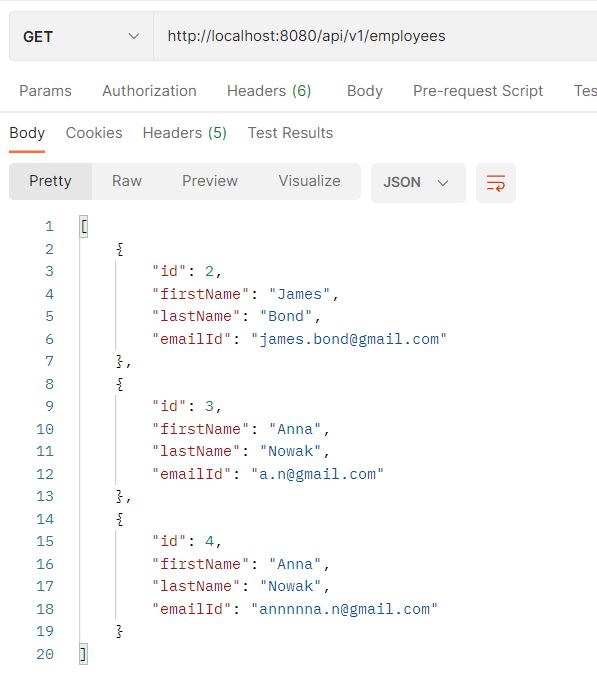 GET http://localhost:8080/api/v1/employees
Params Authorization Headers (6) Body Pre-request Script Tes
Body Cookies Headers (5) Test Results
Pretty Raw Preview Visualize JSON
1 [
2 {
3 "id": 2,
4 "firstName": "James",
5 "lastName": "Bond",
6 "emailId": "james.bond@gmail.com"
7 },
8 {
9 "id": 3,
10 "firstName": "Anna",
11 "lastName": "Nowak",
12 "emailId": "a.n@gmail.com"
13 },
14 {
15 "id": 4,
16 "firstName": "Anna",
17 "lastName": "Nowak",
18 "emailId": "annnnna.n@gmail.com"
19 }
20 ]